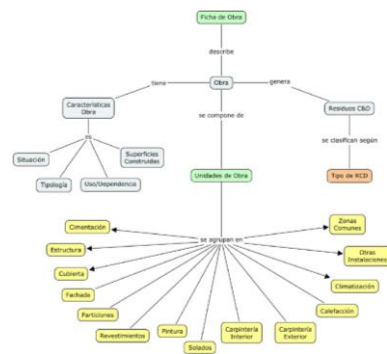 Ficha de Obra
describe
Obra
tiene
genera
se compone de
Características
Obra
Residuos C&D
es
se clasifican según
Situación
Superficies
Construidas
Tipología
Uso/Dependencia
Unidades de Obra
Tipo de RCD
se agrupan en
Cimentación
Zonas
Comunes
Estructura
Otras
Instalaciones
Cubierta
Climatización
Fachada
Calefacción
Particiones
Carpintería
Exterior
Revestimientos
Pintura
Solados
Carpintería
Interior